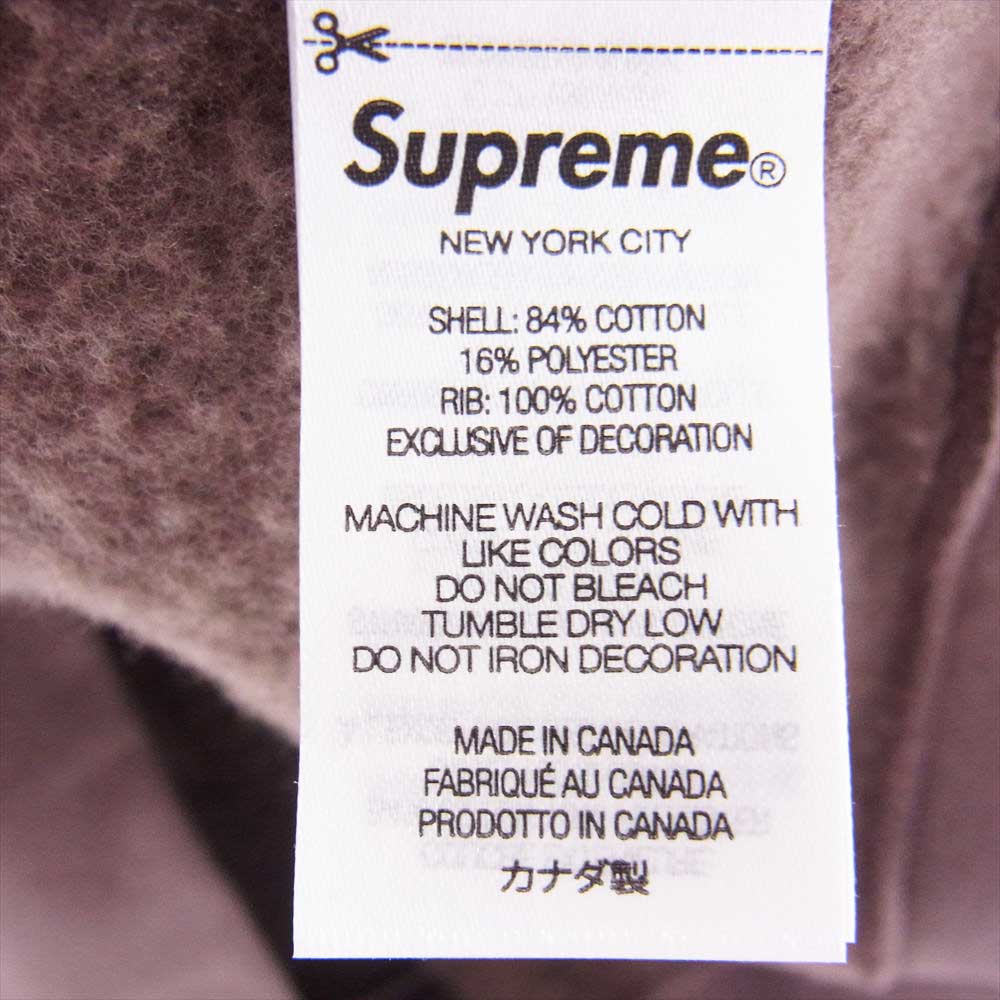 Supreme®
NEW YORK CITY
SHELL: 84% COTTON
16% POLYESTER
RIB: 100% COTTON
EXCLUSIVE OF DECORATION
MACHINE WASH COLD WITH
LIKE COLORS
DO NOT BLEACH
TUMBLE DRY LOW
DO NOT IRON DECORATION
MADE IN CANADA
FABRIQUÉ AU CANADA
PRODOTTO IN CANADA
カナダ製